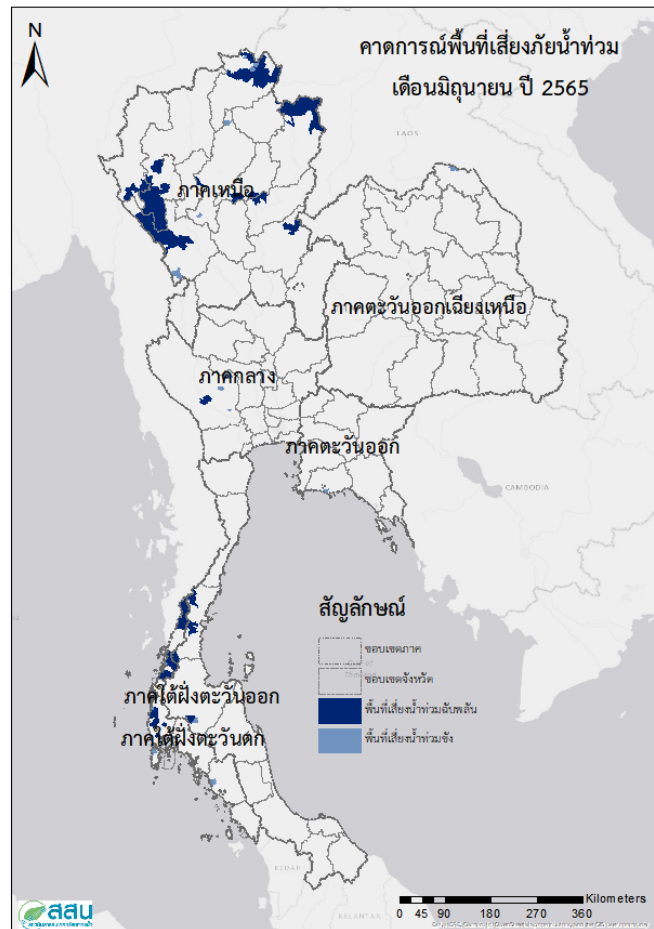 คาดการณ์พื้นที่เสี่ยงภัยน้ำท่วม
เดือนมิถุนายน ปี 2565
N
LAOS
ภาคเหนือ
ภาคตะวันออกเฉียงเหนือ
ภาคกลาง
ภาคตะวันออก
CAMBODIA
สัญลักษณ์
ขอบเขตภาค
ขอบเขตจังหวัด
พื้นที่เสี่ยงน้ำท่วมฉับพลัน
พื้นที่เสี่ยงน้ำท่วมขัง
ภาคใต้ฝั่งตะวันออก
ภาคใต้ฝั่งตะวันตก
KEDAH
KELANTAN
สสน
Kilometers
0 45 90 180 270 360